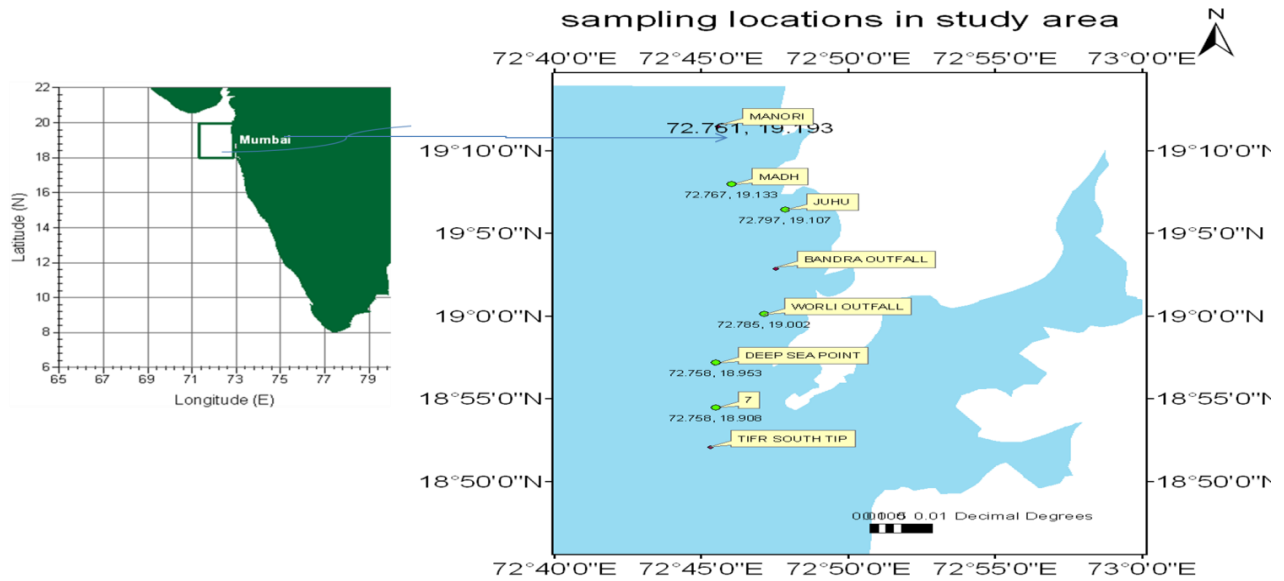 sampling locations in study area
N
72°40'0"E 72°45'0"E 72°50'0"E 72°55'0"E 73°0'0"E
22
20
18
16
14
12
10
8
6
Latitude (N)
Mumbai
65 67 69 71 73 75 77 79
Longitude (E)
MANORI
72.761, 19.193
19°10'0"N 19°10'0"N
MADH
72.767, 19.133
JUHU
72.797, 19.107
19°5'0"N 19°5'0"N
BANDRA OUTFALL
WORLI OUTFALL
19°0'0"N 19°0'0"N
72.785, 19.002
DEEP SEA POINT
72.758, 18.953
7
18°55'0"N 18°55'0"N
72.758, 18.908
TIFR SOUTH TIP
18°50'0"N 18°50'0"N
0.01 Decimal Degrees
72°40'0"E 72°45'0"E 72°50'0"E 72°55'0"E 73°0'0"E